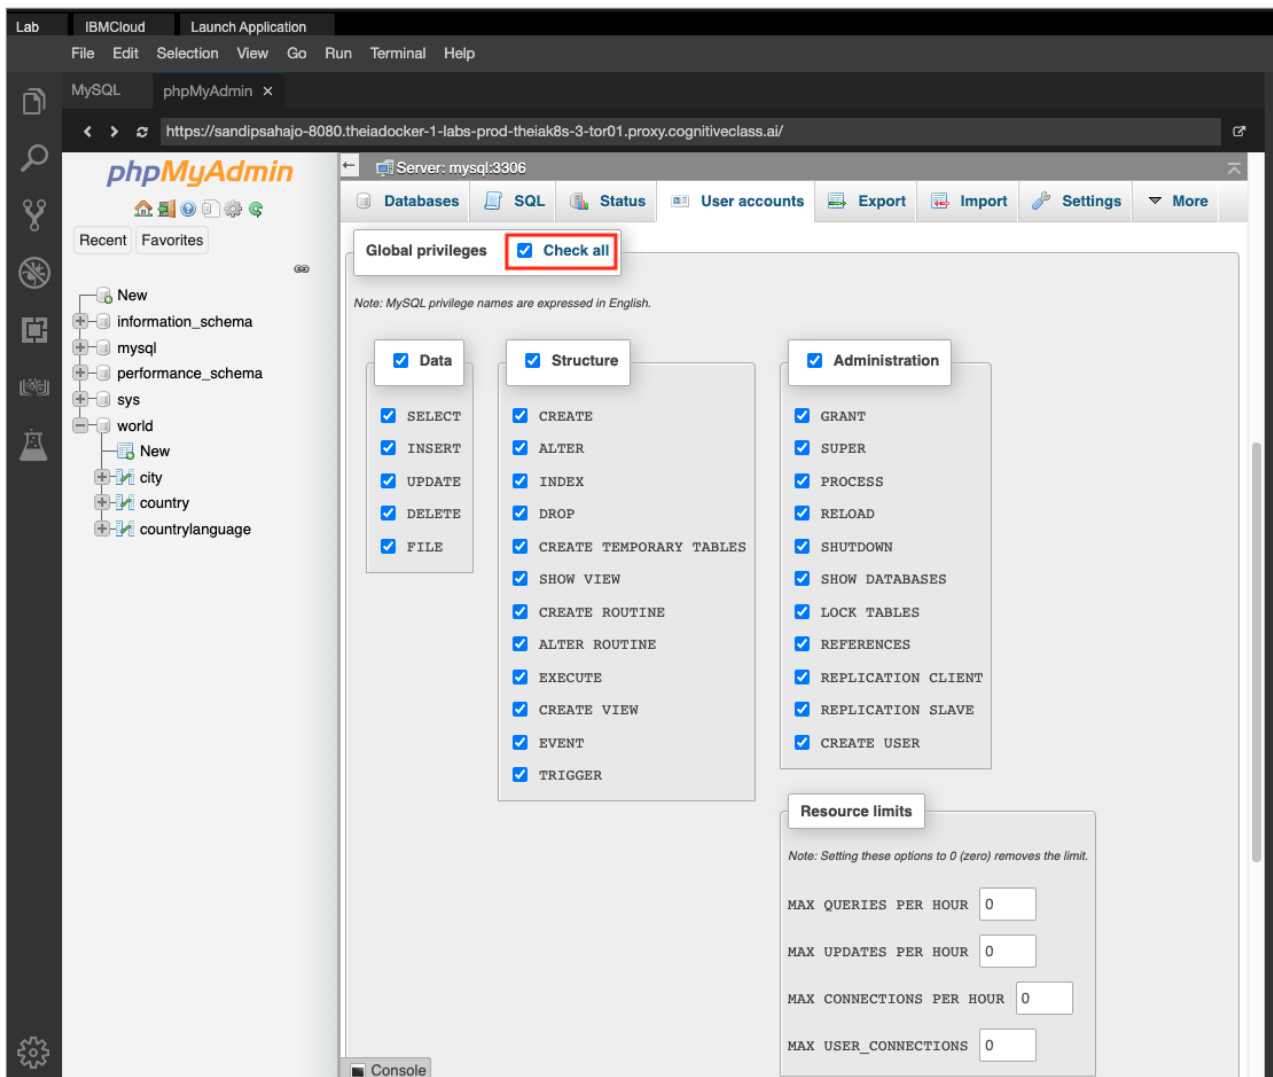 Lab IBMCloud Launch Application
File Edit Selection View Go Run Terminal Help
MySQL phpMyAdmin ×
https://sandipsahajo-8080.theiadocker-1-labs-prod-theiak8s-3-tor01.proxy.cognitiveclass.ai/
phpMyAdmin
Recent Favorites
New
information_schema
mysql
performance_schema
sys
world
New
city
country
countrylanguage
Server: mysql:3306
Databases SQL Status User accounts Export Import Settings More
Global privileges Check all
Note: MySQL privilege names are expressed in English.
Data
SELECT
INSERT
UPDATE
DELETE
FILE
Structure
CREATE
ALTER
INDEX
DROP
CREATE TEMPORARY TABLES
SHOW VIEW
CREATE ROUTINE
ALTER ROUTINE
EXECUTE
CREATE VIEW
EVENT
TRIGGER
Administration
GRANT
SUPER
PROCESS
RELOAD
SHUTDOWN
SHOW DATABASES
LOCK TABLES
REFERENCES
REPLICATION CLIENT
REPLICATION SLAVE
CREATE USER
Resource limits
Note: Setting these options to 0 (zero) removes the limit.
MAX QUERIES PER HOUR 0
MAX UPDATES PER HOUR 0
MAX CONNECTIONS PER HOUR 0
MAX USER_CONNECTIONS 0
Console